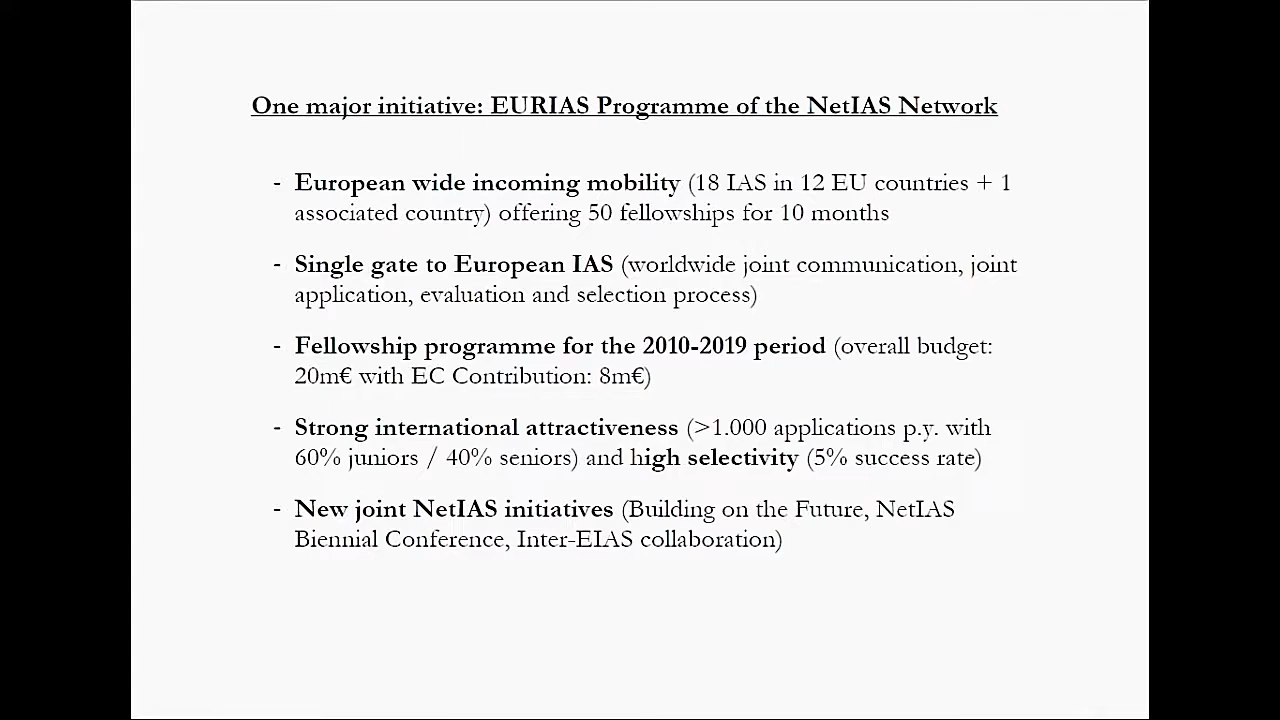 One major initiative: EURIAS Programme of the NetIAS Network
- European wide incoming mobility (18 IAS in 12 EU countries + 1
associated country) offering 50 fellowships for 10 months
- Single gate to European IAS (worldwide joint communication, joint
application, evaluation and selection process)
- Fellowship programme for the 2010-2019 period (overall budget:
20m€ with EC Contribution: 8m€)
- Strong international attractiveness (>1.000 applications p.y. with
60% juniors / 40% seniors) and high selectivity (5% success rate)
- New joint NetIAS initiatives (Building on the Future, NetIAS
Biennial Conference, Inter-EIAS collaboration)